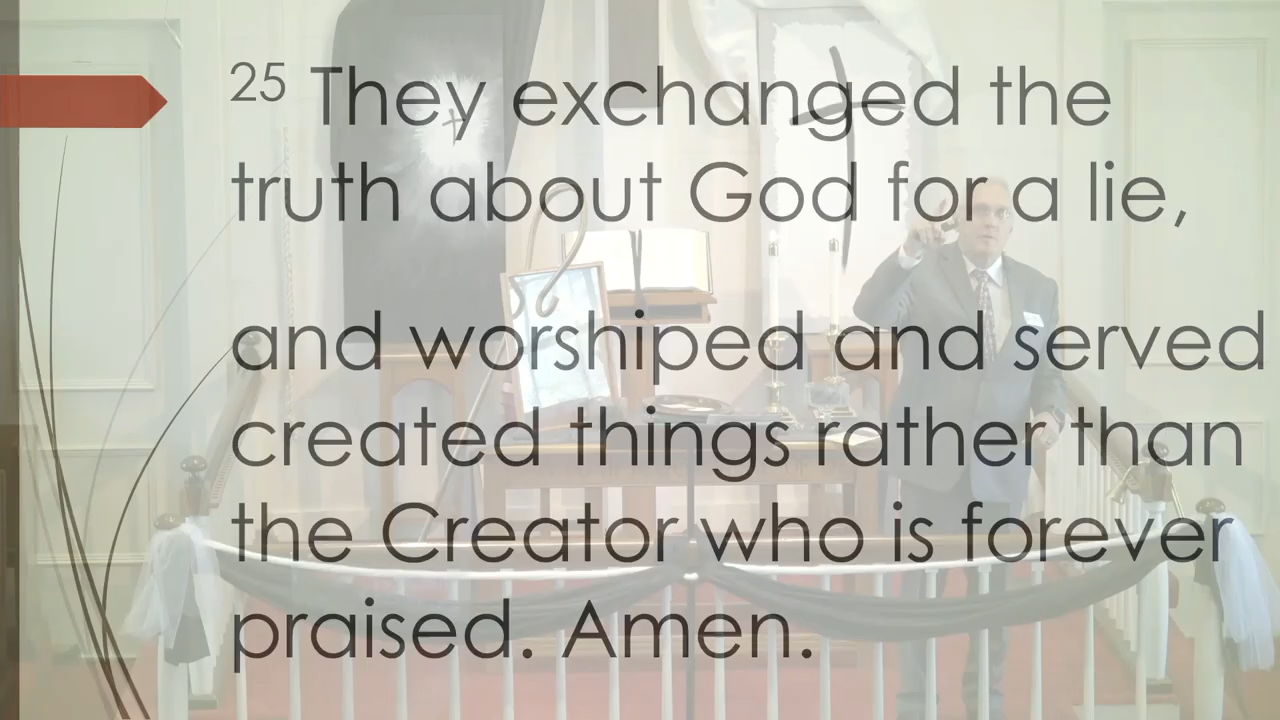 25 They exchanged the
truth about God for a lie,
and worshiped and served
created things rather than
the Creator who is forever
praised. Amen.